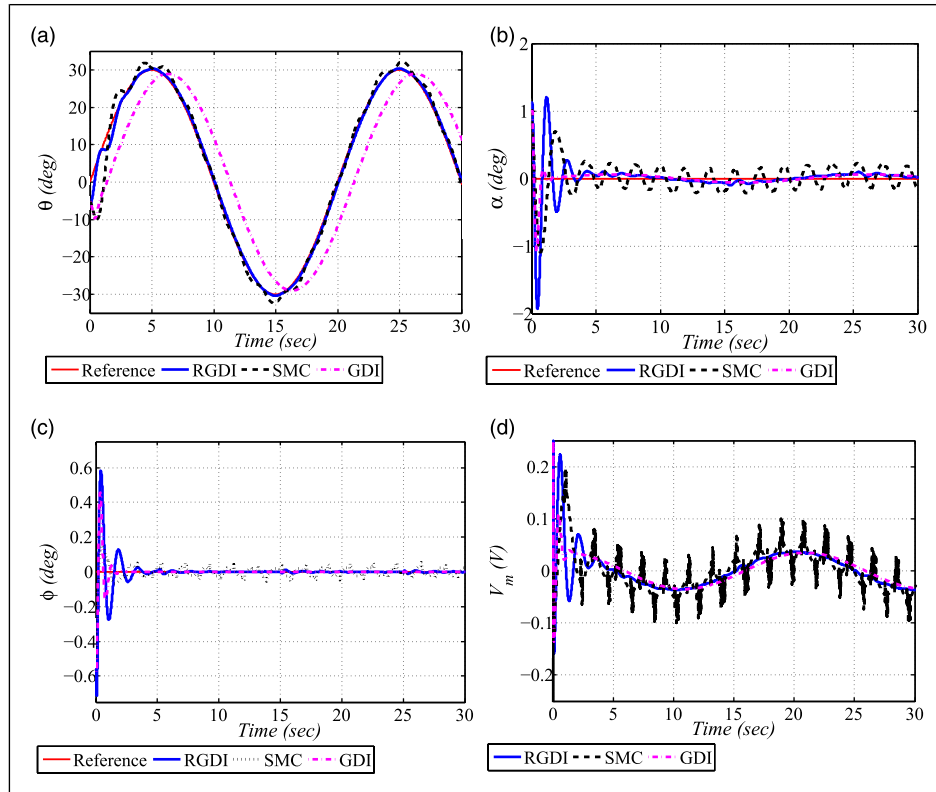 (a)
θ (deg)
30
20
10
0
−10
−20
−30
0 5 10 15 20 25 30
Time (sec)
Reference RGDI SMC GDI
(b)
α (deg)
2
1
0
−1
−2
0 5 10 15 20 25 30
Time (sec)
Reference RGDI SMC GDI
(c)
ϕ (deg)
0.6
0.4
0.2
0
−0.2
−0.4
−0.6
0 5 10 15 20 25 30
Time (sec)
Reference RGDI SMC GDI
(d)
V_m (V)
0.2
0.1
0
−0.1
−0.2
0 5 10 15 20 25 30
Time (sec)
RGDI SMC GDI